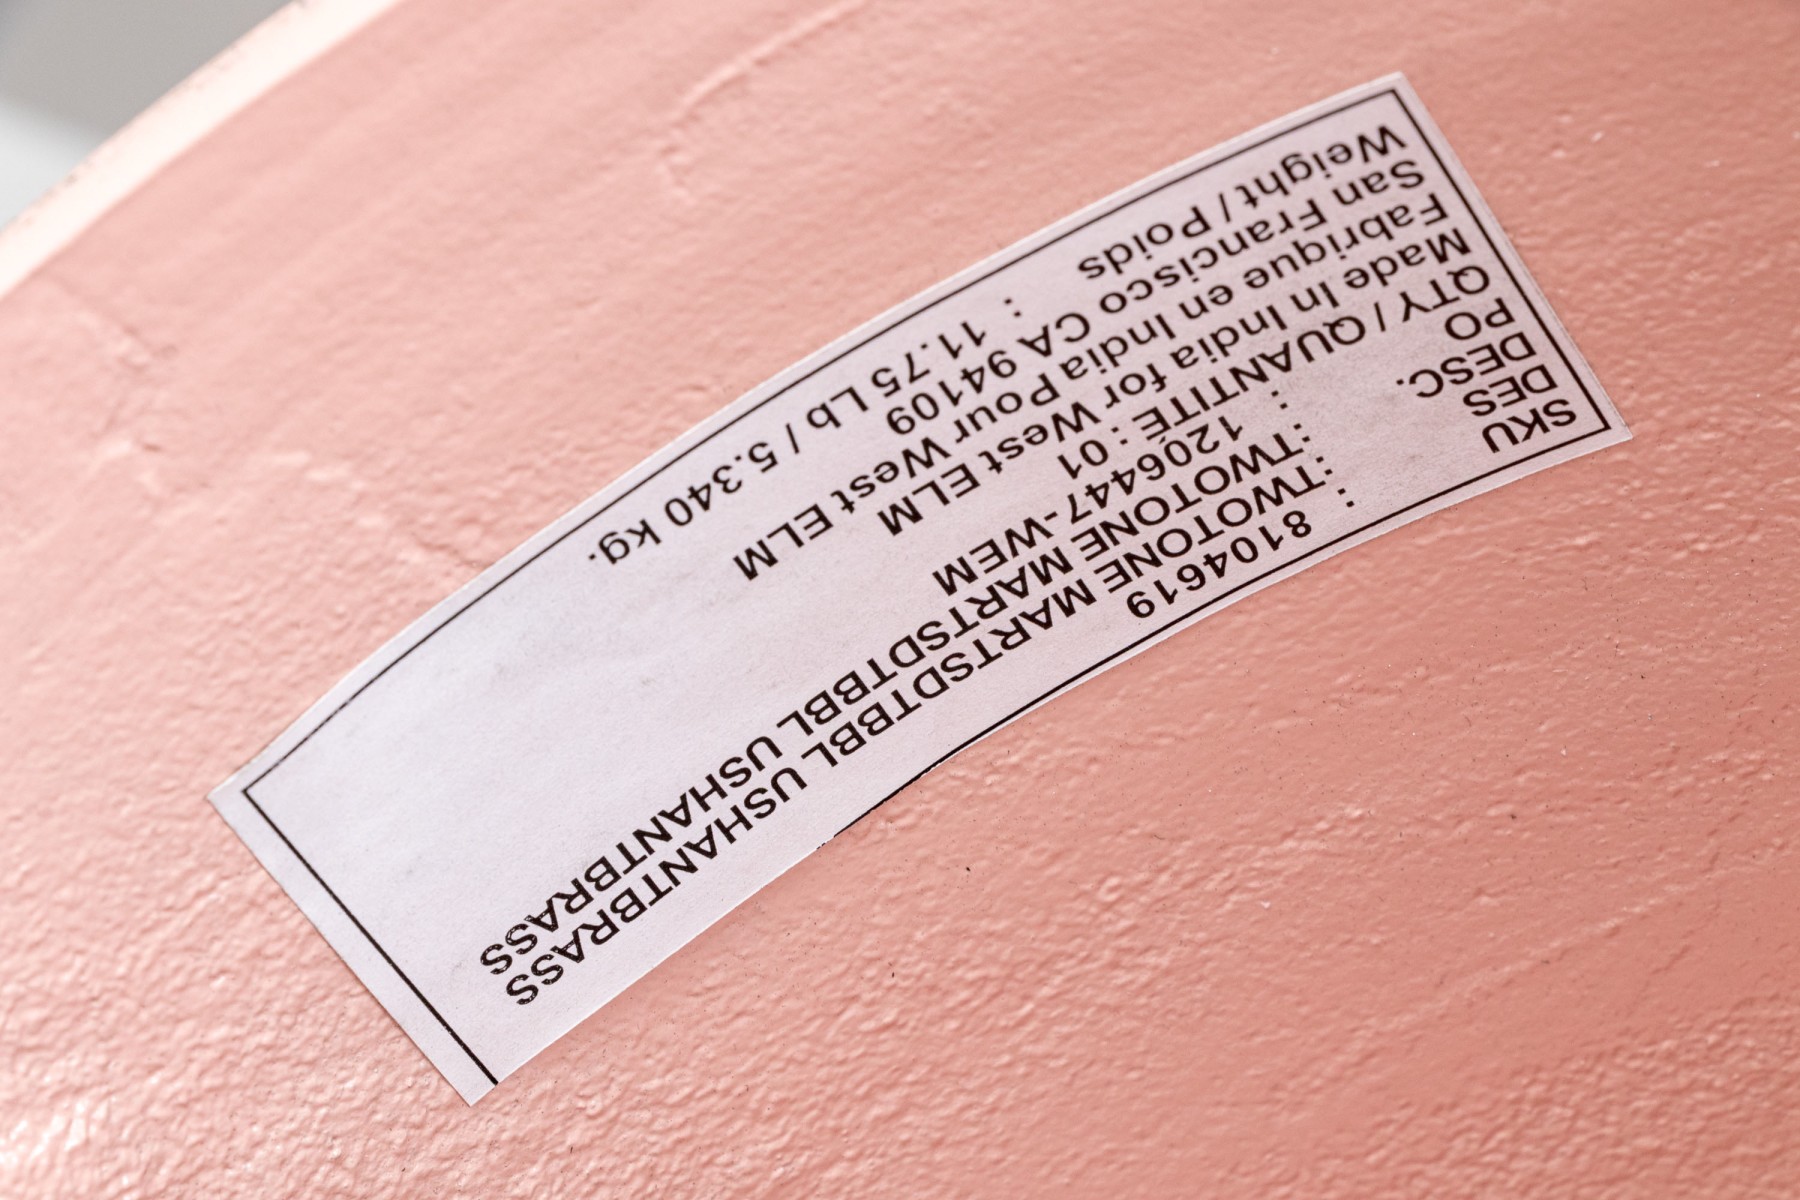 SKU : 8104619
DES : TWOTONE MARTSDTBBL USHANTBRASS
DESC. : TWOTONE MARTSDTBBL USHANTBRASS
PO : 1206447-WEM
QTY / QUANTITÉ : 01
Made In India for West ELM
Fabrique en India Pour West ELM
San Francisco CA 94109
Weight / Poids : 11.75 Lb / 5.340 kg.